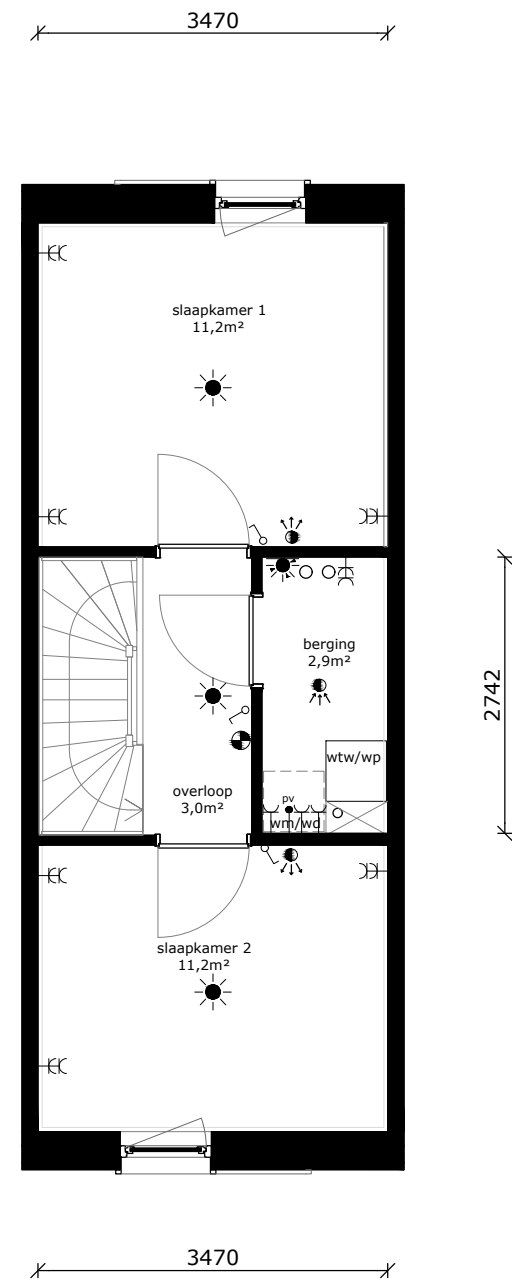 3470
slaapkamer 1
11,2m²
berging
2,9m²
2742
wtw/wp
overloop
3,0m²
pv
wm/wd
slaapkamer 2
11,2m²
3470